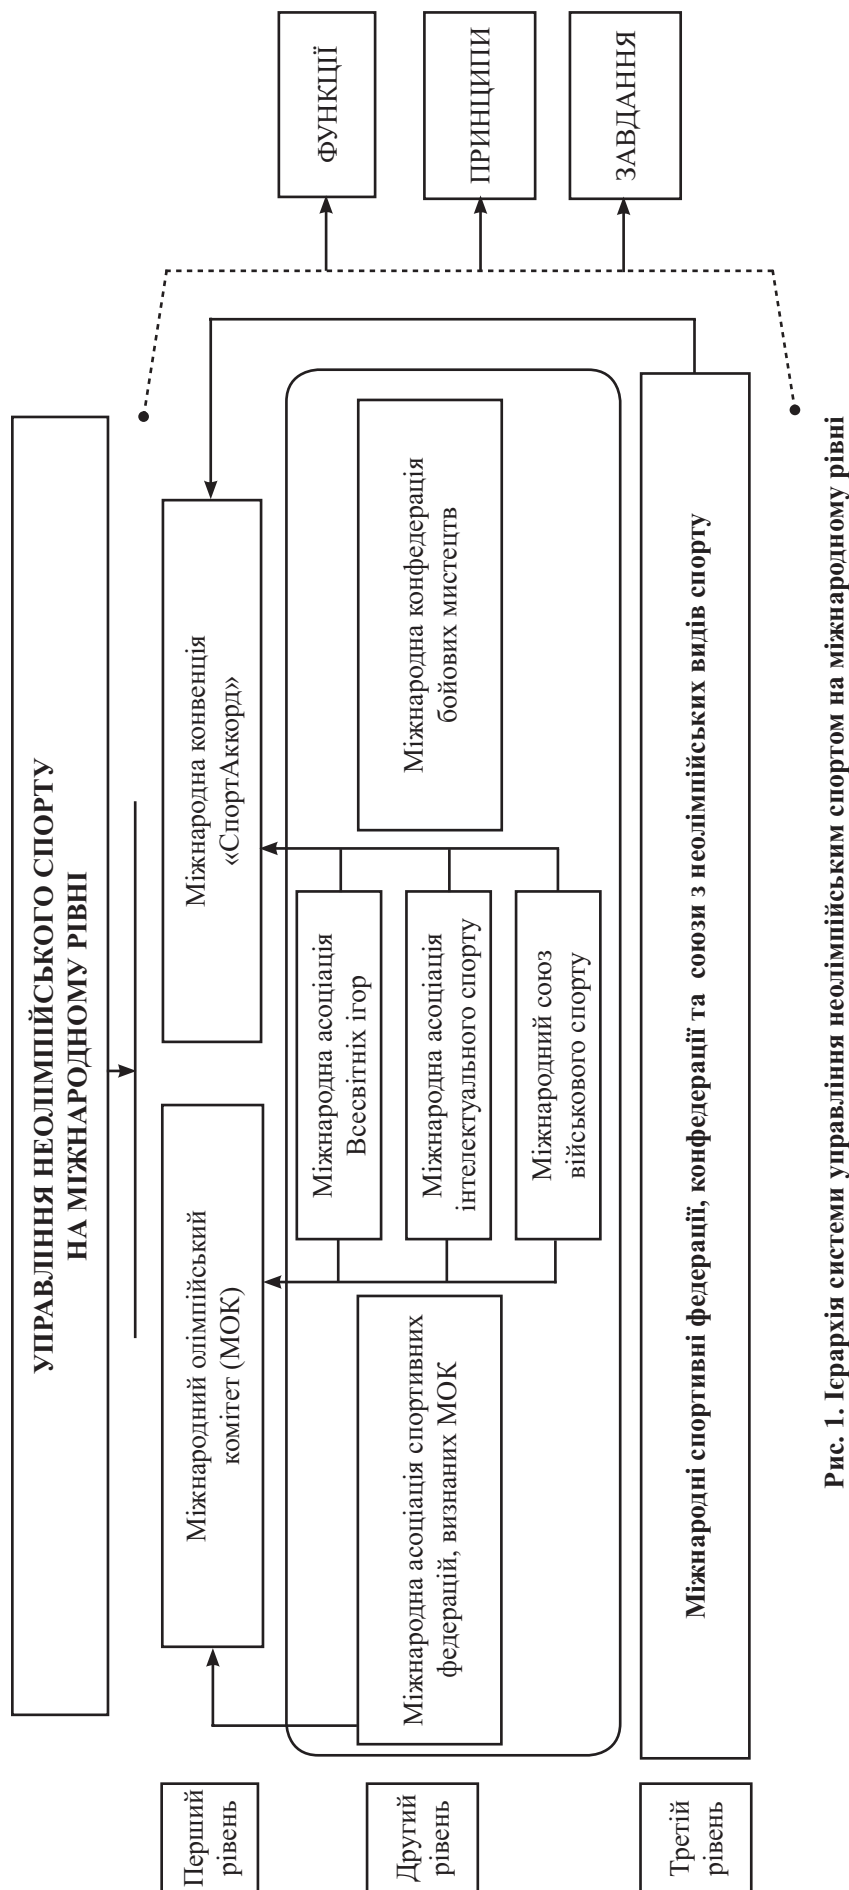 УПРАВЛІННЯ НЕОЛІМПІЙСЬКОГО СПОРТУ
НА МІЖНАРОДНОМУ РІВНІ
Перший
рівень
Міжнародний олімпійський
комітет (МОК)
Міжнародна конвенція
«СпортАккорд»
Другий
рівень
Міжнародна асоціація спортивних
федерацій, визнаних МОК
Міжнародна асоціація
Всесвітніх ігор
Міжнародна асоціація
інтелектуального спорту
Міжнародний союз
військового спорту
Міжнародна конфедерація
бойових мистецтв
Третій
рівень
Міжнародні спортивні федерації, конфедерації та союзи з неолімпійських видів спорту
ФУНКЦІЇ
ПРИНЦИПИ
ЗАВДАННЯ
Рис. 1. Ієрархія системи управління неолімпійським спортом на міжнародному рівні